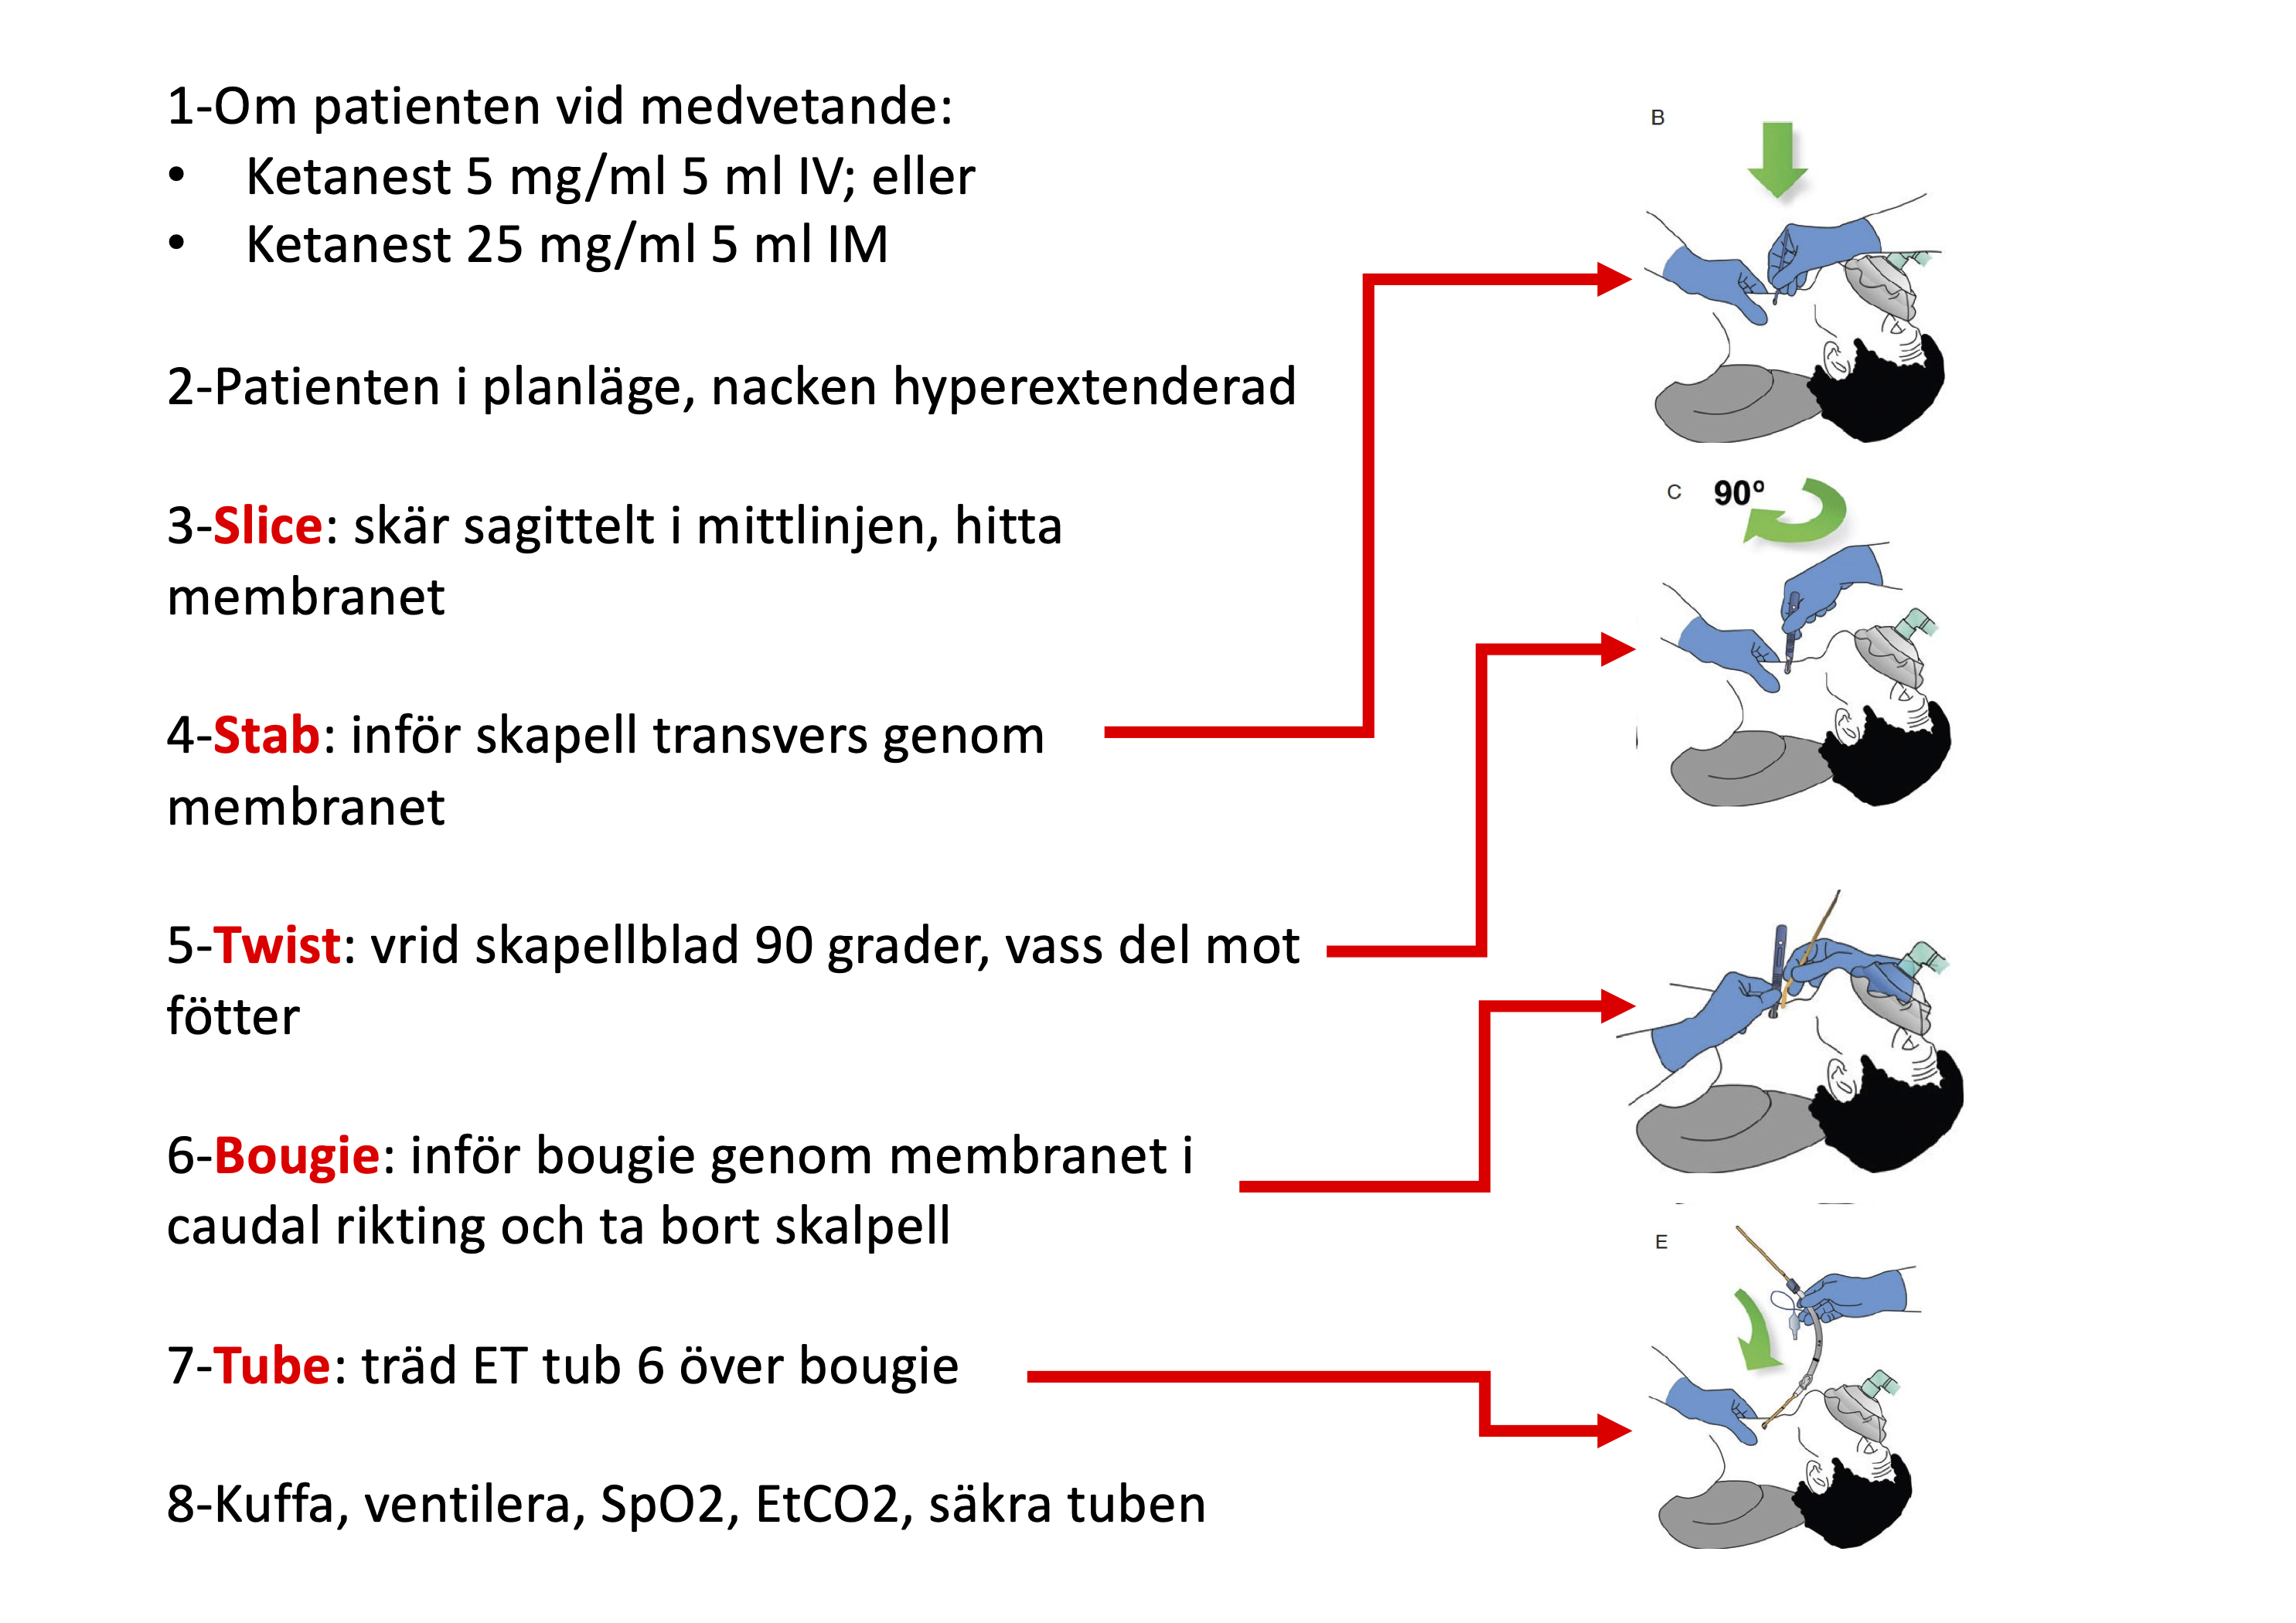 1-Om patienten vid medvetande:
• Ketanest 5 mg/ml 5 ml IV; eller
• Ketanest 25 mg/ml 5 ml IM
2-Patienten i planläge, nacken hyperextenderad
3-Slice: skär sagittelt i mittlinjen, hitta
membranet
4-Stab: inför skapell transvers genom
membranet
5-Twist: vrid skapellblad 90 grader, vass del mot
fötter
6-Bougie: inför bougie genom membranet i
caudal rikting och ta bort skalpell
7-Tube: träd ET tub 6 över bougie
8-Kuffa, ventilera, SpO2, EtCO2, säkra tuben
B
C 90º
E